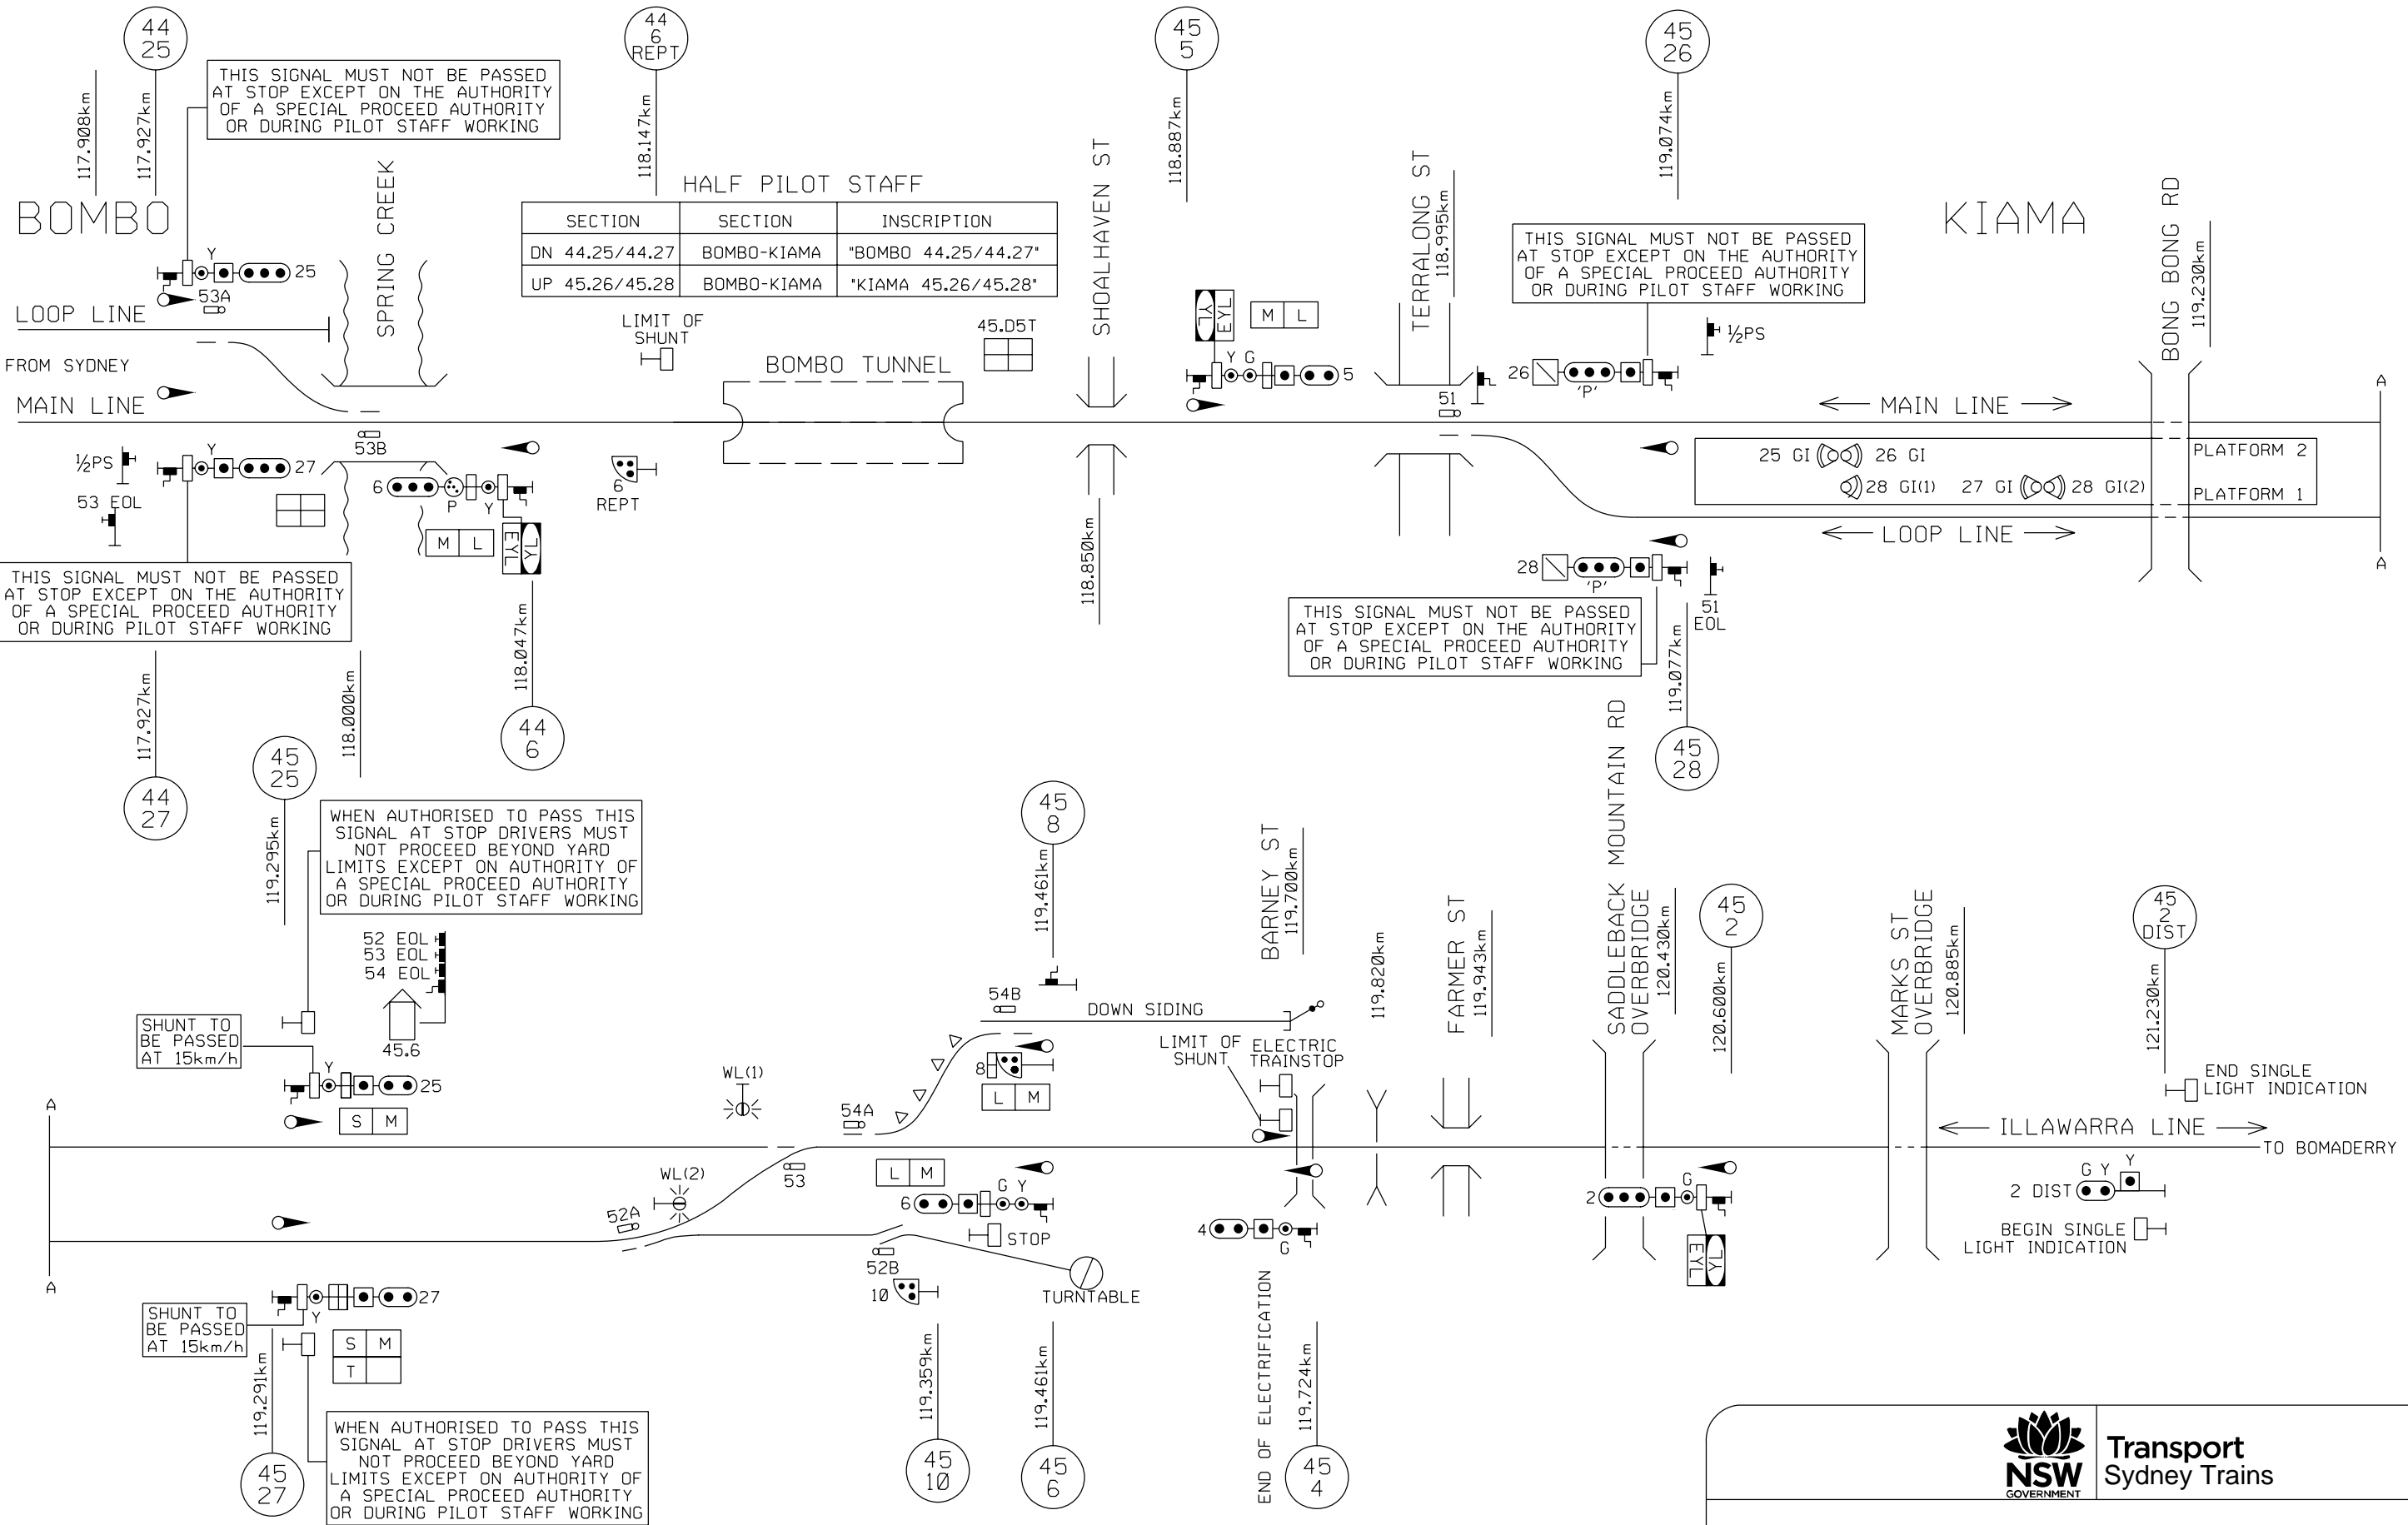 44
25
117.908km
117.927km
THIS SIGNAL MUST NOT BE PASSED
AT STOP EXCEPT ON THE AUTHORITY
OF A SPECIAL PROCEED AUTHORITY
OR DURING PILOT STAFF WORKING
44
6
REPT
118.147km
45
5
118.887km
45
26
119.074km
BOMBO
SPRING CREEK
HALF PILOT STAFF
SECTION SECTION INSCRIPTION
DN 44.25/44.27 BOMBO-KIAMA "BOMBO 44.25/44.27"
UP 45.26/45.28 BOMBO-KIAMA "KIAMA 45.26/45.28"
SHOALHAVEN ST
TERRALONG ST
118.995km
KIAMA
BONG BONG RD
119.230km
THIS SIGNAL MUST NOT BE PASSED
AT STOP EXCEPT ON THE AUTHORITY
OF A SPECIAL PROCEED AUTHORITY
OR DURING PILOT STAFF WORKING
Y
25
53A
LOOP LINE
FROM SYDNEY
MAIN LINE
LIMIT OF
SHUNT
45.D5T
BOMBO TUNNEL
YL
EYL
M L
Y G
5
51
26
'P'
½PS
MAIN LINE
A
½PS
Y
27
53B
53 EOL
6
P
Y
M L
EYL
YL
6
REPT
25 GI
26 GI
28 GI(1)
27 GI
28 GI(2)
PLATFORM 2
PLATFORM 1
LOOP LINE
A
THIS SIGNAL MUST NOT BE PASSED
AT STOP EXCEPT ON THE AUTHORITY
OF A SPECIAL PROCEED AUTHORITY
OR DURING PILOT STAFF WORKING
118.850km
28
'P'
51
EOL
THIS SIGNAL MUST NOT BE PASSED
AT STOP EXCEPT ON THE AUTHORITY
OF A SPECIAL PROCEED AUTHORITY
OR DURING PILOT STAFF WORKING
117.927km
44
27
118.000km
118.047km
44
6
119.077km
45
28
45
25
119.295km
WHEN AUTHORISED TO PASS THIS
SIGNAL AT STOP DRIVERS MUST
NOT PROCEED BEYOND YARD
LIMITS EXCEPT ON AUTHORITY OF
A SPECIAL PROCEED AUTHORITY
OR DURING PILOT STAFF WORKING
45
8
119.461km
BARNEY ST
119.700km
119.820km
FARMER ST
119.943km
SADDLEBACK MOUNTAIN RD
OVERBRIDGE
120.430km
45
2
120.600km
MARKS ST
OVERBRIDGE
120.885km
45
2
DIST
121.230km
52 EOL
53 EOL
54 EOL
45.6
SHUNT TO
BE PASSED
AT 15km/h
Y
25
S M
A
WL(1)
54A
54B
DOWN SIDING
8
L M
LIMIT OF
SHUNT
ELECTRIC
TRAINSTOP
END SINGLE
LIGHT INDICATION
ILLAWARRA LINE
TO BOMADERRY
WL(2)
53
52A
L M
6
G Y
STOP
52B
10
TURNTABLE
4
G
2
G
EYL
YL
G Y Y
2 DIST
BEGIN SINGLE
LIGHT INDICATION
A
27
Y
SHUNT TO
BE PASSED
AT 15km/h
S M
T
119.291km
45
27
WHEN AUTHORISED TO PASS THIS
SIGNAL AT STOP DRIVERS MUST
NOT PROCEED BEYOND YARD
LIMITS EXCEPT ON AUTHORITY OF
A SPECIAL PROCEED AUTHORITY
OR DURING PILOT STAFF WORKING
119.359km
45
10
119.461km
45
6
END OF ELECTRIFICATION
119.724km
45
4
NSW
GOVERNMENT
Transport
Sydney Trains